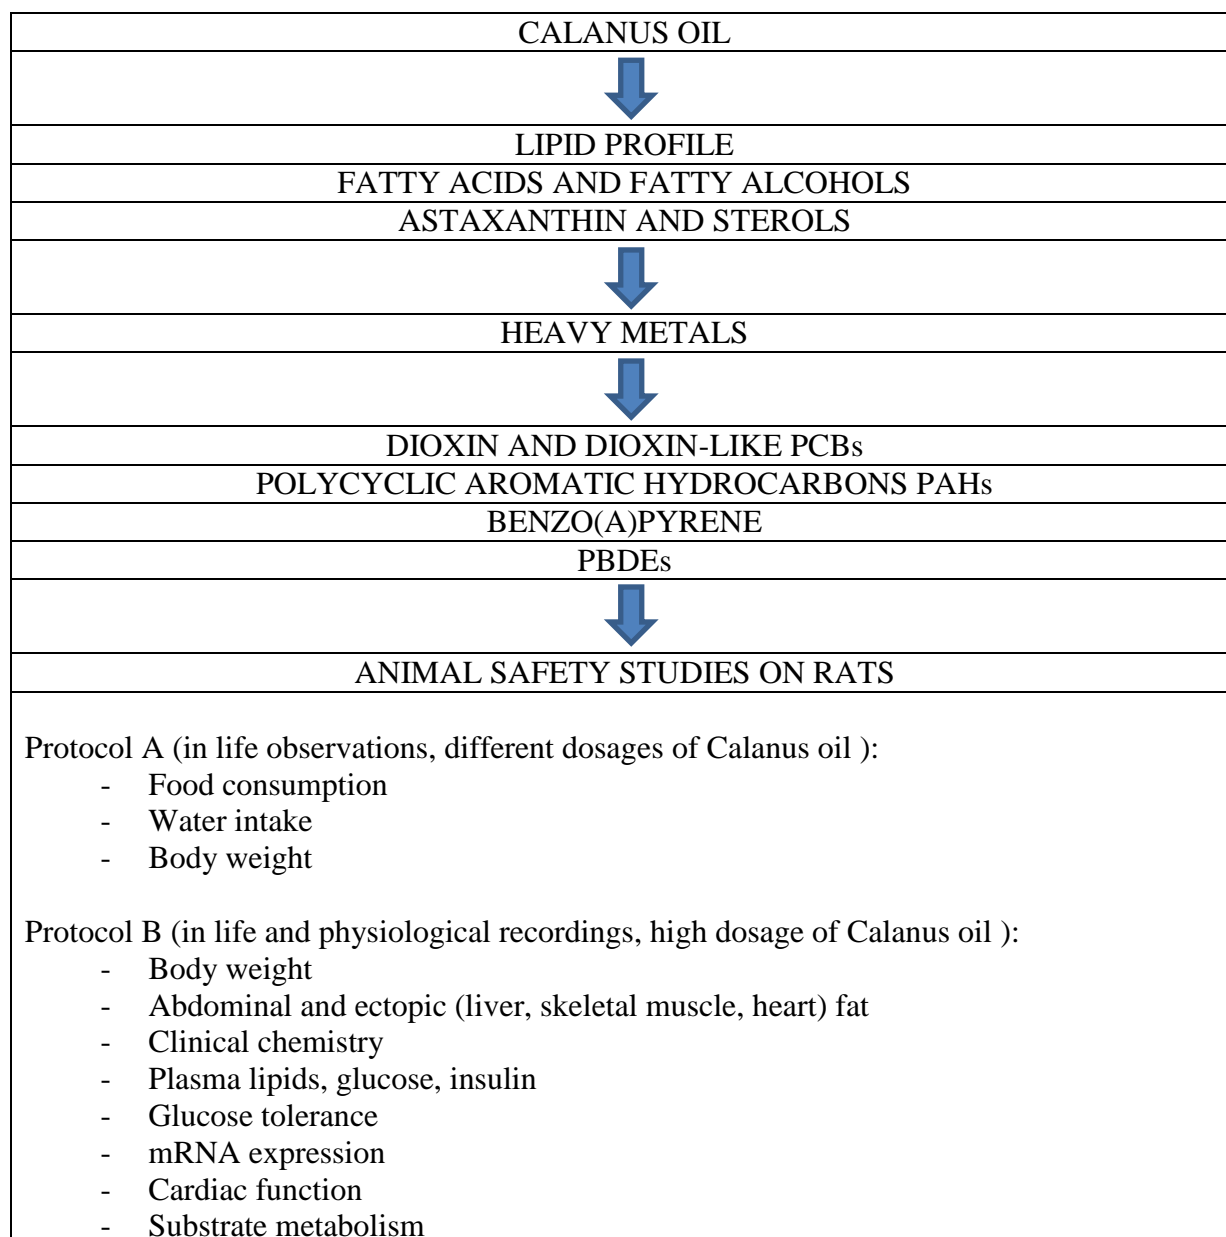 CALANUS OIL
LIPID PROFILE
FATTY ACIDS AND FATTY ALCOHOLS
ASTAXANTHIN AND STEROLS
HEAVY METALS
DIOXIN AND DIOXIN-LIKE PCBs
POLYCYCLIC AROMATIC HYDROCARBONS PAHs
BENZO(A)PYRENE
PBDEs
ANIMAL SAFETY STUDIES ON RATS
Protocol A (in life observations, different dosages of Calanus oil ):
- Food consumption
- Water intake
- Body weight
Protocol B (in life and physiological recordings, high dosage of Calanus oil ):
- Body weight
- Abdominal and ectopic (liver, skeletal muscle, heart) fat
- Clinical chemistry
- Plasma lipids, glucose, insulin
- Glucose tolerance
- mRNA expression
- Cardiac function
- Substrate metabolism